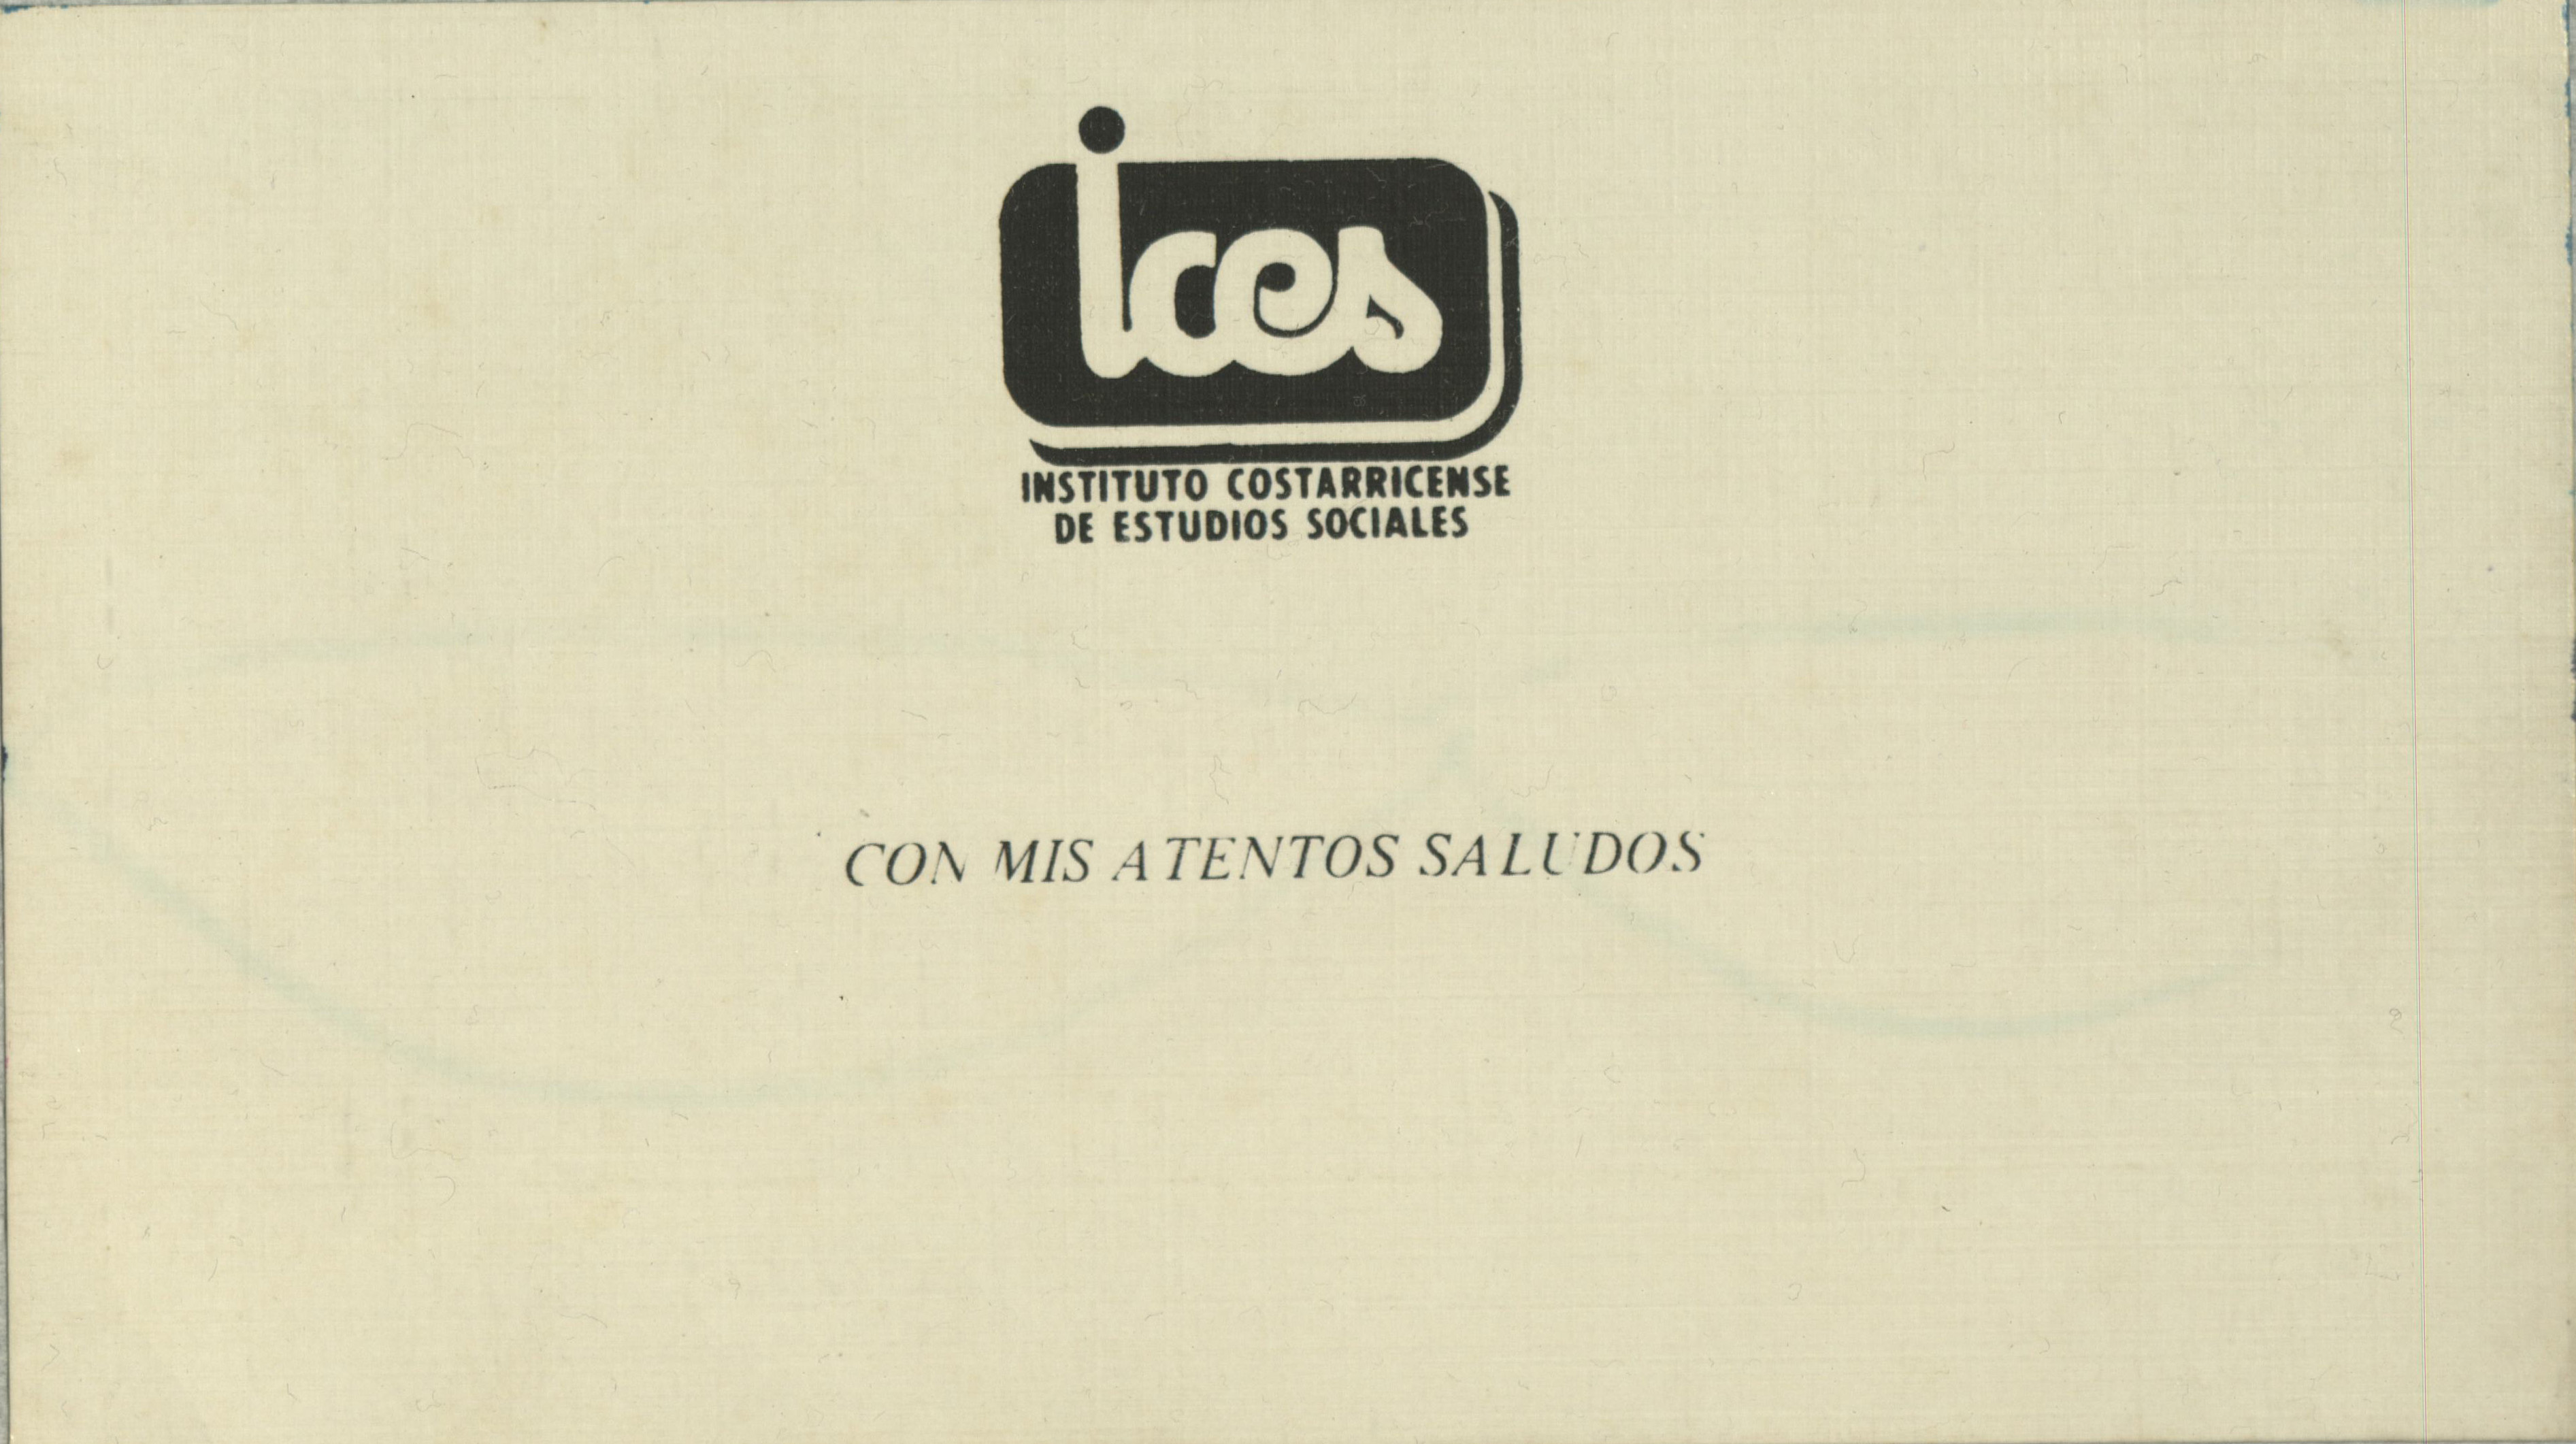 ices
INSTITUTO COSTARRICENSE
DE ESTUDIOS SOCIALES
CON MIS ATENTOS SALUDOS